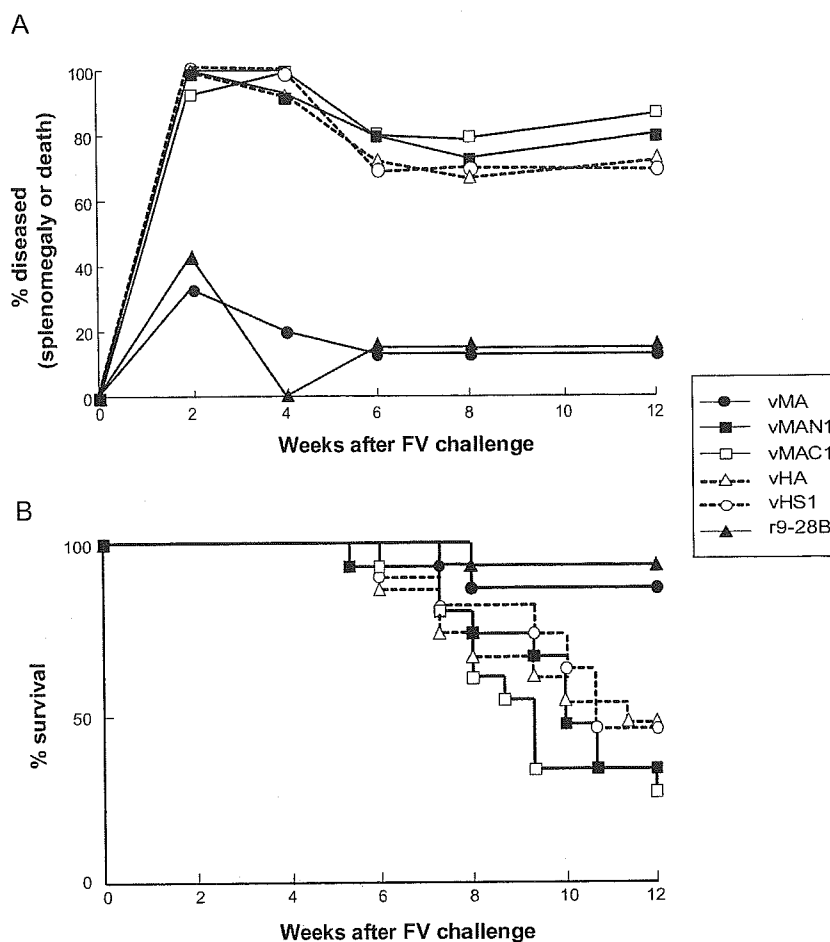 A
% diseased
(splenomegaly or death)
100
80
60
40
20
0
0 2 4 6 8 10 12
Weeks after FV challenge
vMA
vMAN1
vMAC1
vHA
vHS1
r9-28B
B
% survival
100
50
0
0 2 4 6 8 10 12
Weeks after FV challenge